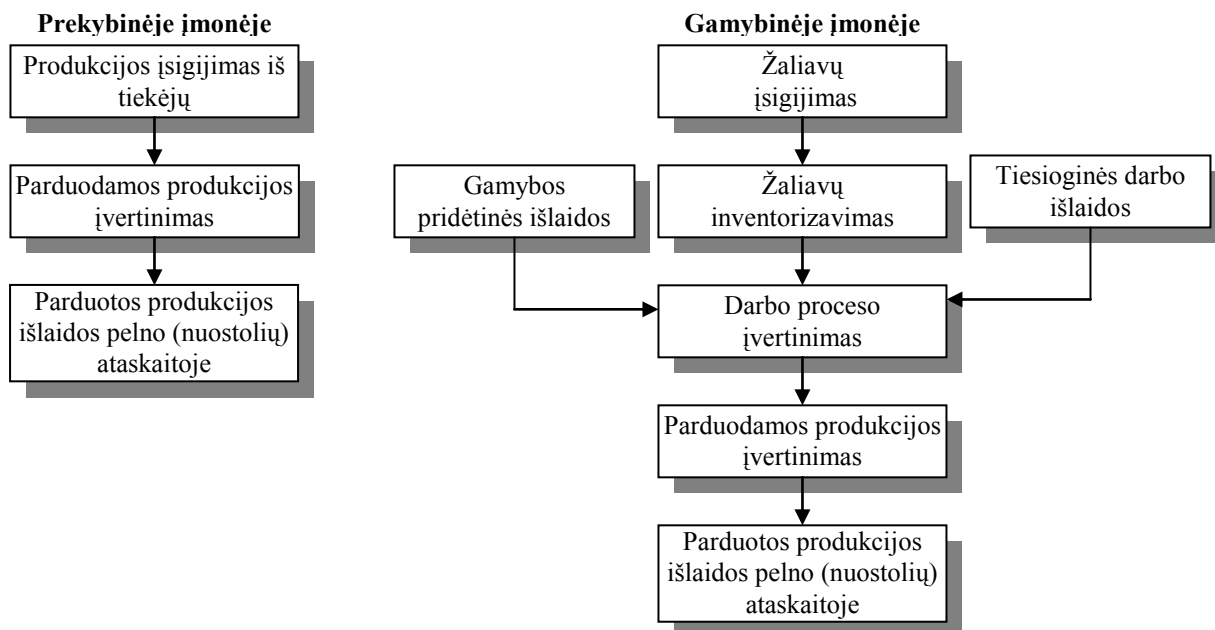 Prekybinėje įmonėje
Produkcijos įsigijimas iš
tiekėjų
Parduodamos produkcijos
įvertinimas
Parduotos produkcijos
išlaidos pelno (nuostolių)
ataskaitoje
Gamybinėje įmonėje
Žaliavų
įsigijimas
Gamybos
pridėtinės išlaidos
Žaliavų
inventorizavimas
Tiesioginės darbo
išlaidos
Darbo proceso
įvertinimas
Parduodamos produkcijos
įvertinimas
Parduotos produkcijos
išlaidos pelno (nuostolių)
ataskaitoje